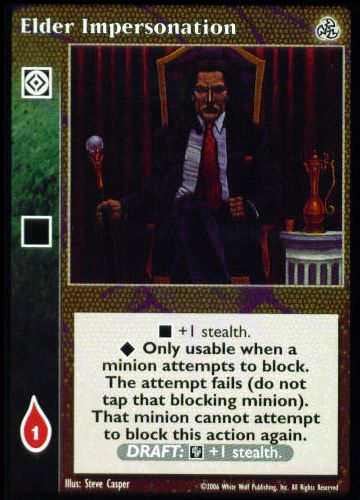 Elder Impersonation
+1 stealth.
Only usable when a
minion attempts to block.
The attempt fails (do not
tap that blocking minion).
That minion cannot attempt
to block this action again.
DRAFT: +1 stealth.
1
Illus: Steve Casper
©2006 White Wolf Publishing, Inc. All Rights Reserved.